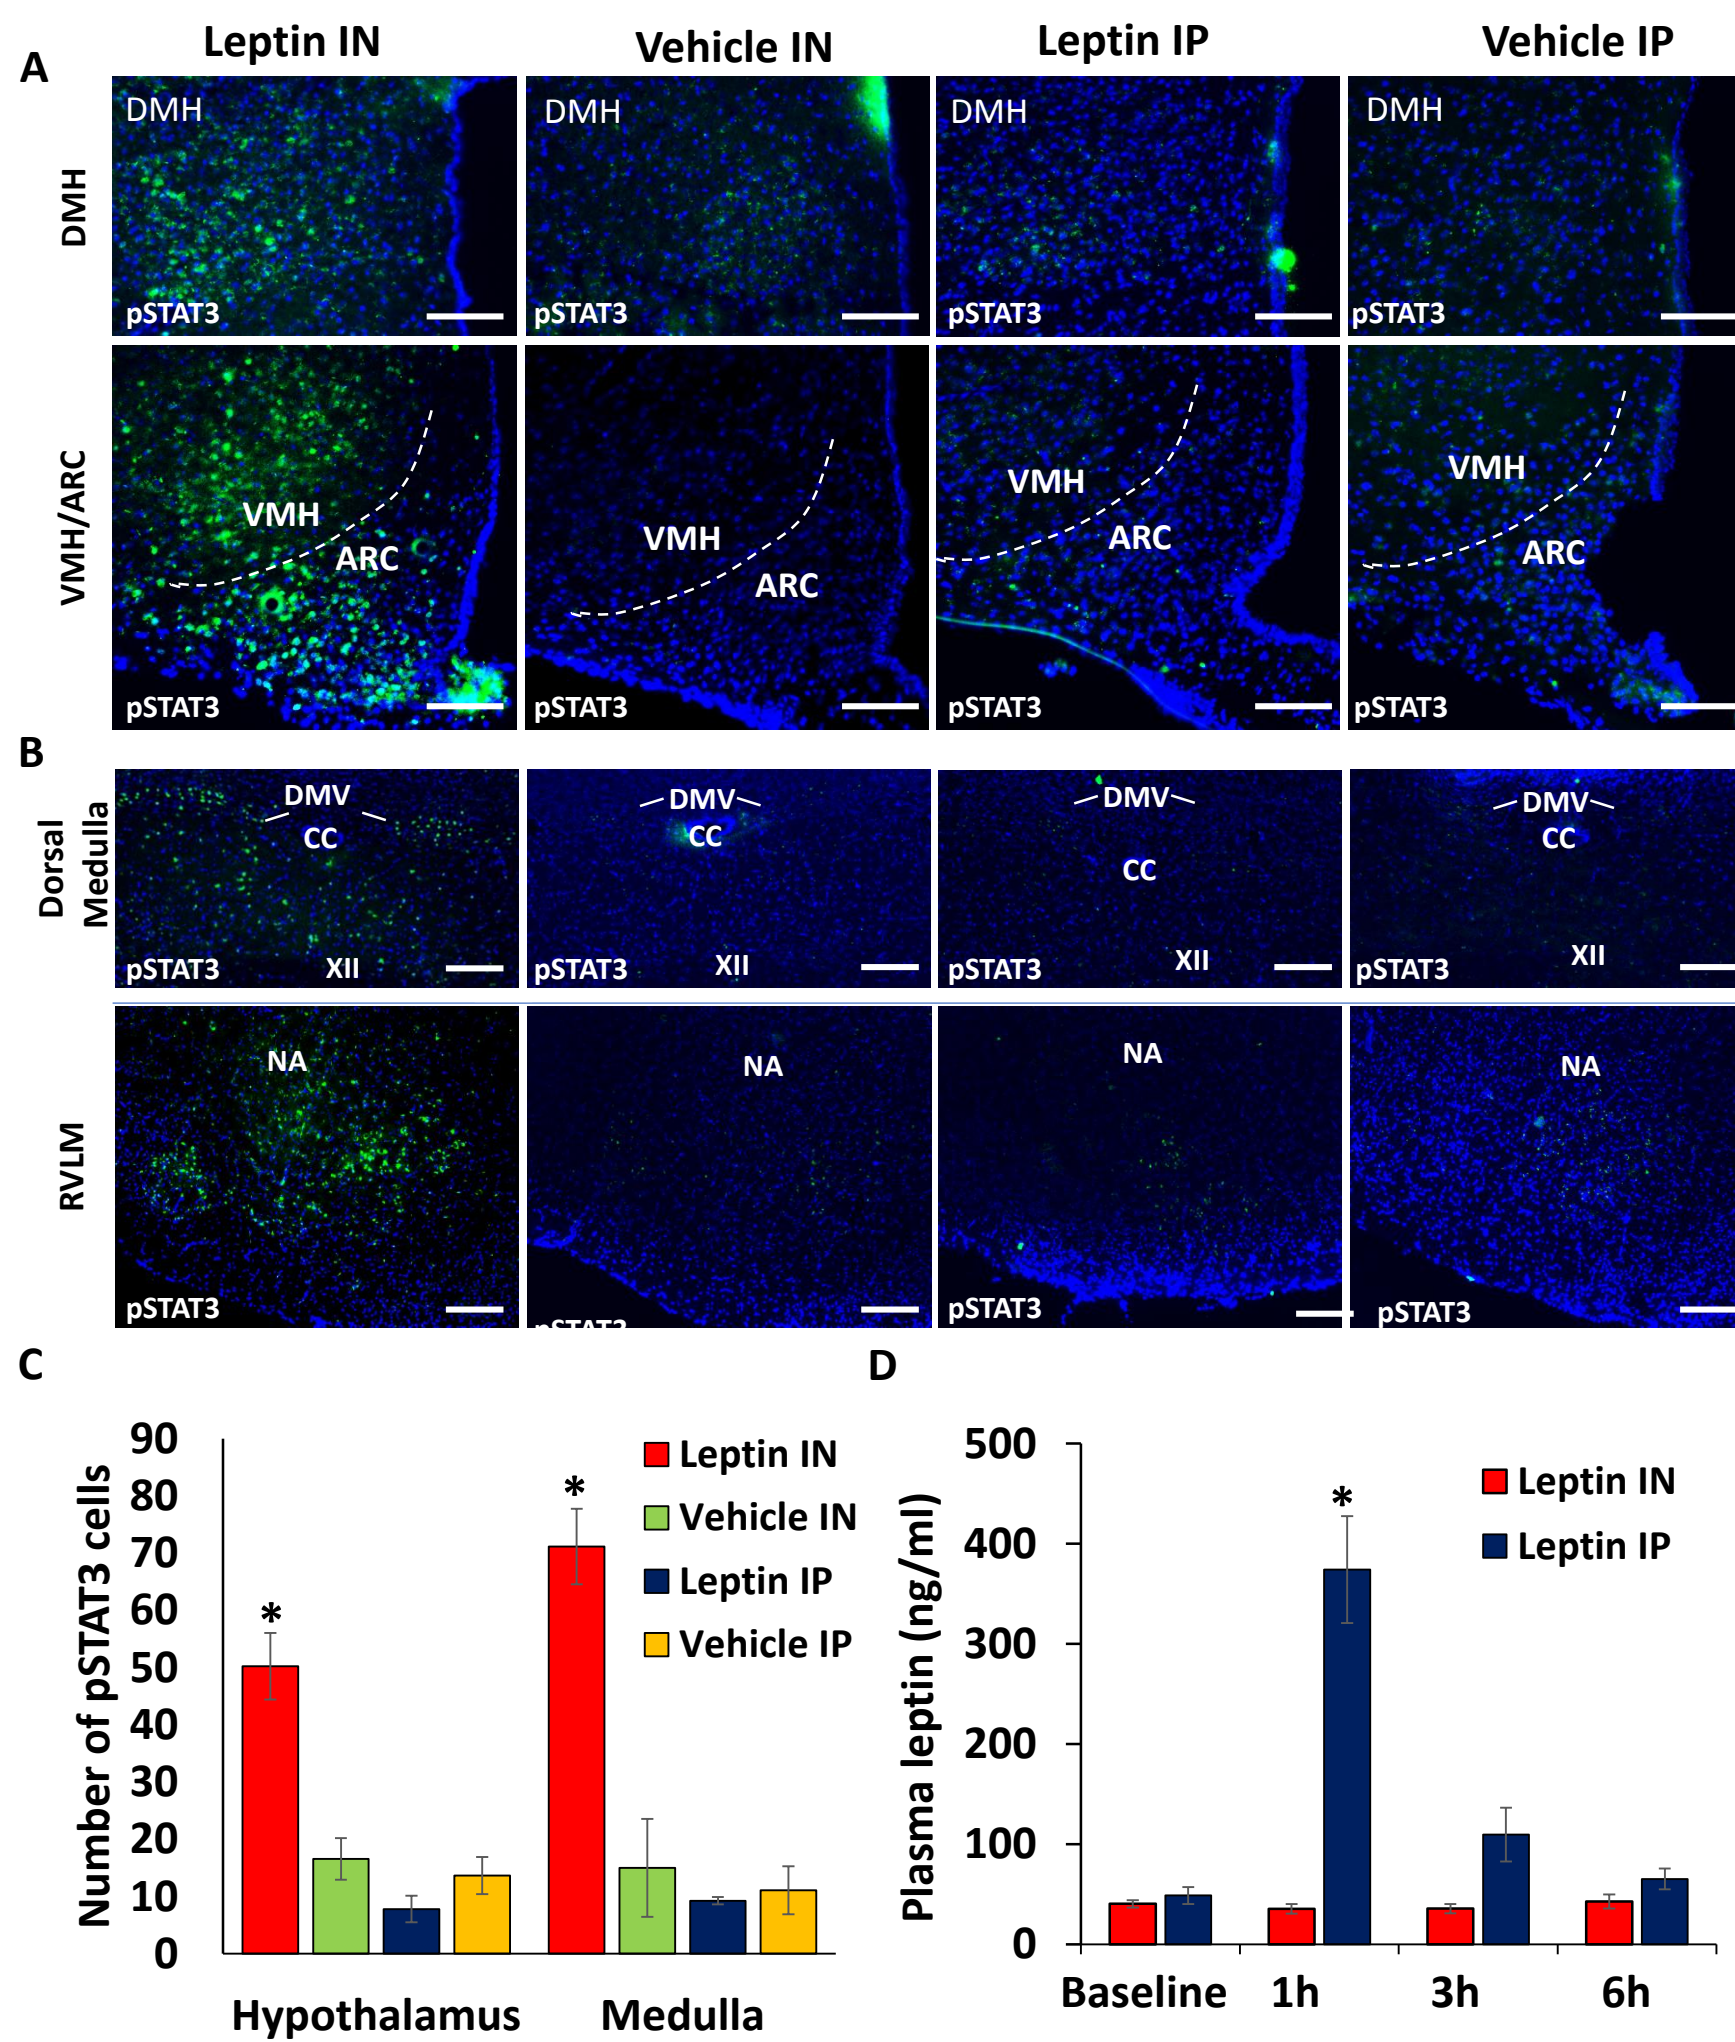 A
Leptin IN
Vehicle IN
Leptin IP
Vehicle IP
DMH
DMH
pSTAT3
DMH
pSTAT3
DMH
pSTAT3
DMH
pSTAT3
VMH/ARC
VMH
ARC
pSTAT3
VMH
ARC
pSTAT3
VMH
ARC
pSTAT3
VMH
ARC
pSTAT3
B
Dorsal
Medulla
DMV
CC
XII
pSTAT3
DMV
CC
XII
pSTAT3
DMV
CC
XII
pSTAT3
DMV
CC
XII
pSTAT3
RVLM
NA
pSTAT3
NA
pSTAT3
NA
pSTAT3
NA
pSTAT3
C
Number of pSTAT3 cells
90
80
70
60
50
40
30
20
10
0
*
*
Leptin IN
Vehicle IN
Leptin IP
Vehicle IP
Hypothalamus
Medulla
D
Plasma leptin (ng/ml)
500
400
300
200
100
0
*
Leptin IN
Leptin IP
Baseline
1h
3h
6h